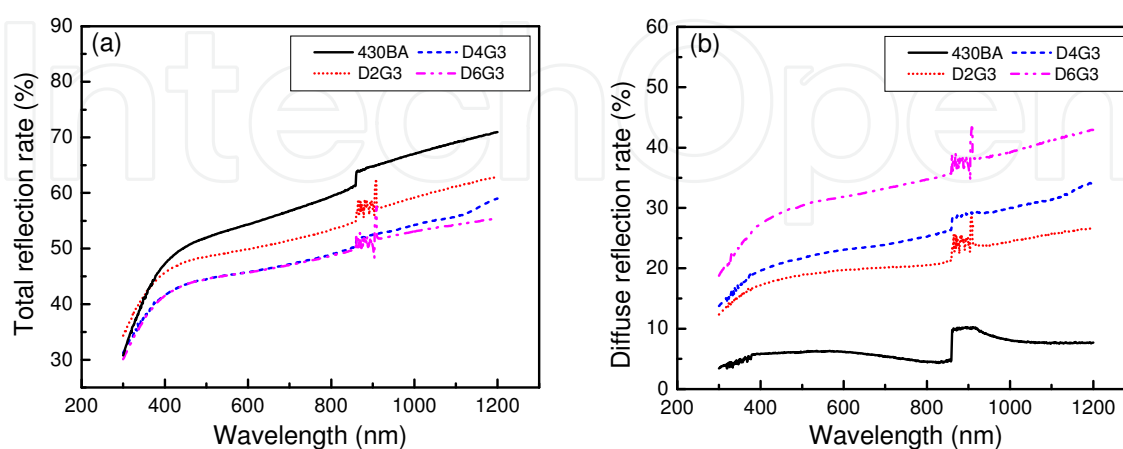 IntechOpen
(a)
430BA
D4G3
D2G3
D6G3
Total reflection rate (%)
90
80
70
60
50
40
30
200
400
600
800
1000
1200
Wavelength (nm)
(b)
430BA
D4G3
D2G3
D6G3
Diffuse reflection rate (%)
60
50
40
30
20
10
0
200
400
600
800
1000
1200
Wavelength (nm)